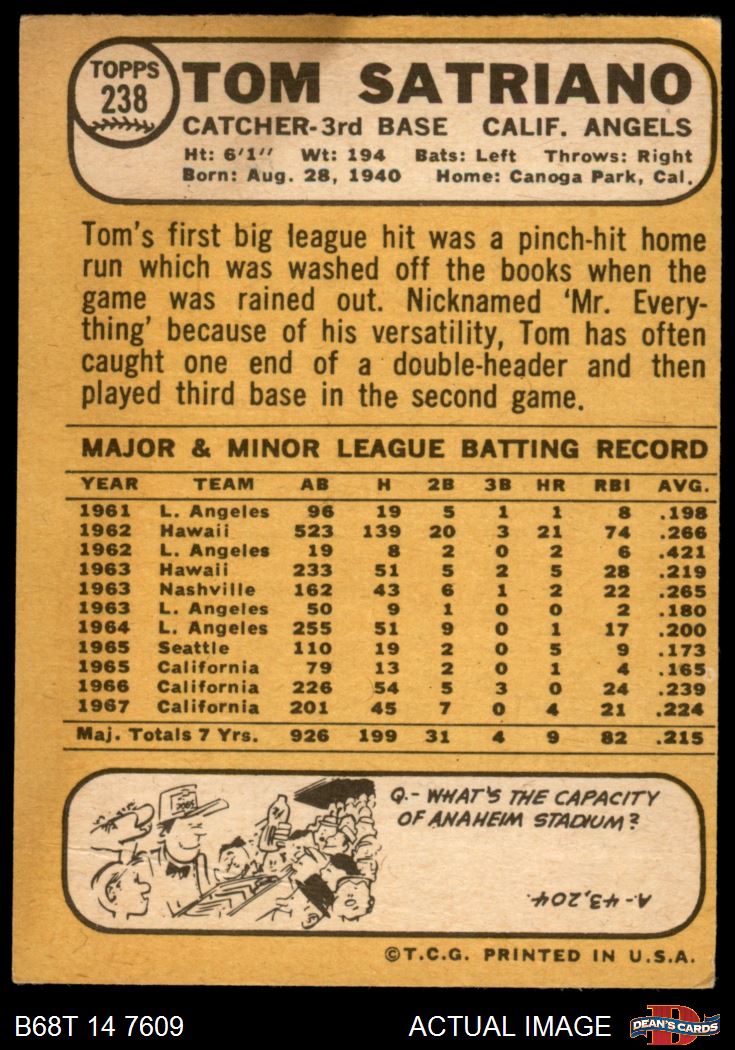 TOPPS
238
TOM SATRIANO
CATCHER-3rd BASE CALIF. ANGELS
Ht: 6'1" Wt: 194 Bats: Left Throws: Right
Born: Aug. 28, 1940 Home: Canoga Park, Cal.
Tom's first big league hit was a pinch-hit home
run which was washed off the books when the
game was rained out. Nicknamed 'Mr. Every-
thing' because of his versatility, Tom has often
caught one end of a double-header and then
played third base in the second game.
MAJOR & MINOR LEAGUE BATTING RECORD
YEAR TEAM AB H 2B 3B HR RBI AVG.
1961 L. Angeles 96 19 5 1 1 8 .198
1962 Hawaii 523 139 20 3 21 74 .266
1962 L. Angeles 19 8 2 0 2 6 .421
1963 Hawaii 233 51 5 2 5 28 .219
1963 Nashville 162 43 6 1 2 22 .265
1963 L. Angeles 50 9 1 0 0 2 .180
1964 L. Angeles 255 51 9 0 1 17 .200
1965 Seattle 110 19 2 0 5 9 .173
1965 California 79 13 2 0 1 4 .165
1966 California 226 54 5 3 0 24 .239
1967 California 201 45 7 0 4 21 .224
Maj. Totals 7 Yrs. 926 199 31 4 9 82 .215
Q.- WHAT'S THE CAPACITY
OF ANAHEIM STADIUM?
A.-43,204
©T.C.G. PRINTED IN U.S.A.
B68T 14 7609 ACTUAL IMAGE DEAN'S CARDS